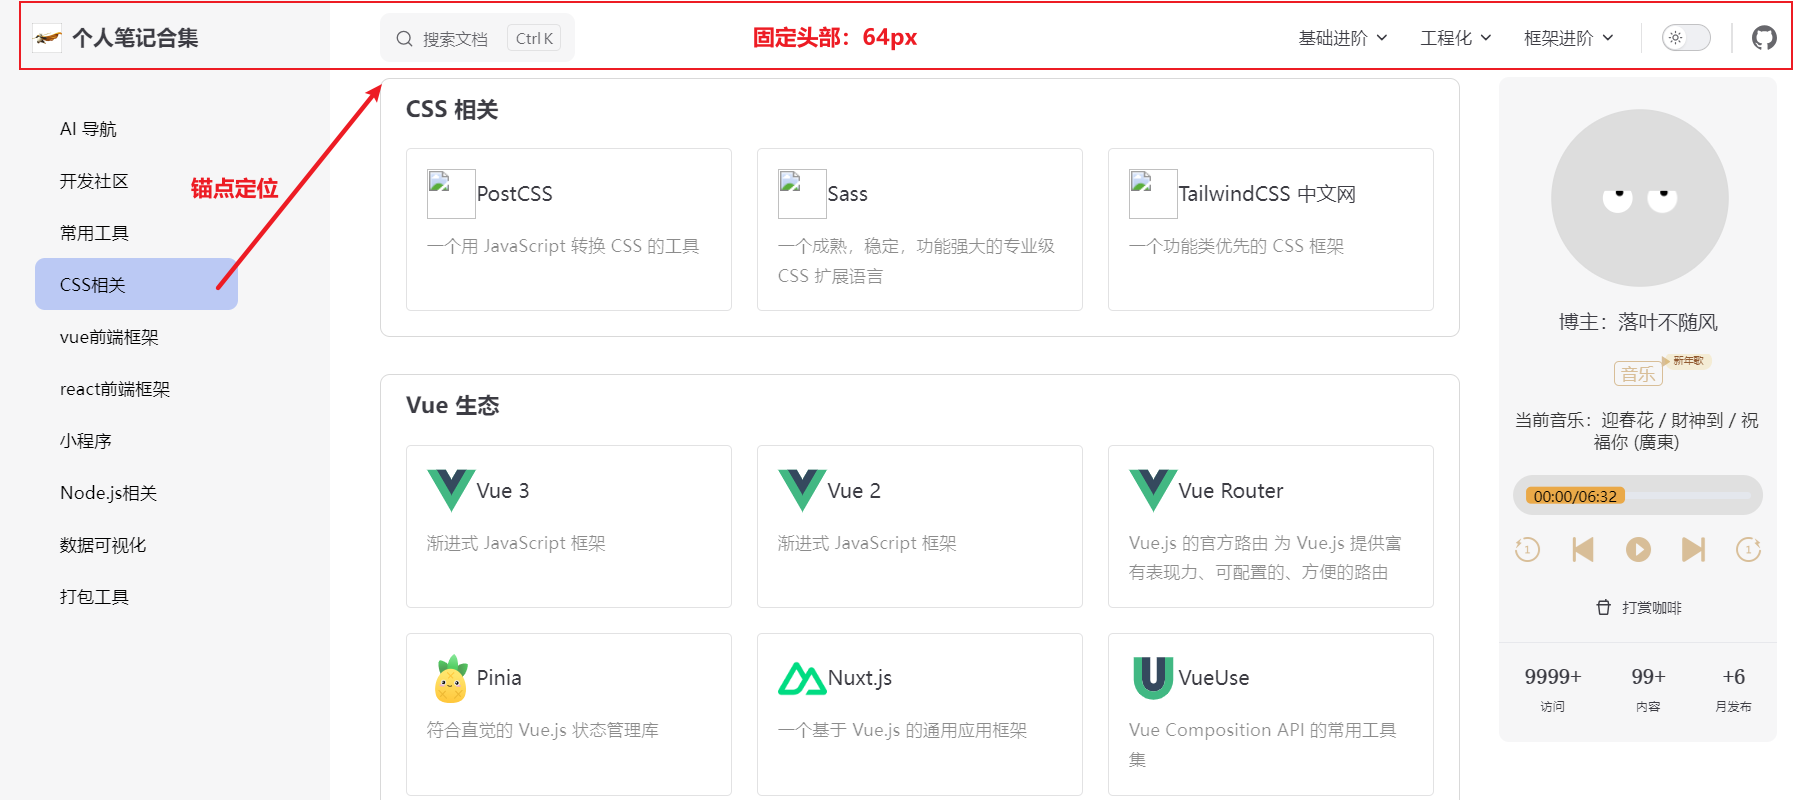 个人笔记合集
搜索文档
Ctrl K
固定头部：64px
基础进阶
工程化
框架进阶
AI 导航
开发社区
常用工具
CSS相关
vue前端框架
react前端框架
小程序
Node.js相关
数据可视化
打包工具
锚点定位
CSS 相关
PostCSS
一个用 JavaScript 转换 CSS 的工具
Sass
一个成熟，稳定，功能强大的专业级
CSS 扩展语言
TailwindCSS 中文网
一个功能类优先的 CSS 框架
Vue 生态
Vue 3
渐进式 JavaScript 框架
Vue 2
渐进式 JavaScript 框架
Vue Router
Vue.js 的官方路由 为 Vue.js 提供富
有表现力、可配置的、方便的路由
Pinia
符合直觉的 Vue.js 状态管理库
Nuxt.js
一个基于 Vue.js 的通用应用框架
VueUse
Vue Composition API 的常用工具
集
博主：落叶不随风
音乐
新年歌
当前音乐：迎春花 / 財神到 / 祝
福你 (廣東)
00:00/06:32
1
1
打赏咖啡
9999+
99+
+6
访问
内容
月发布